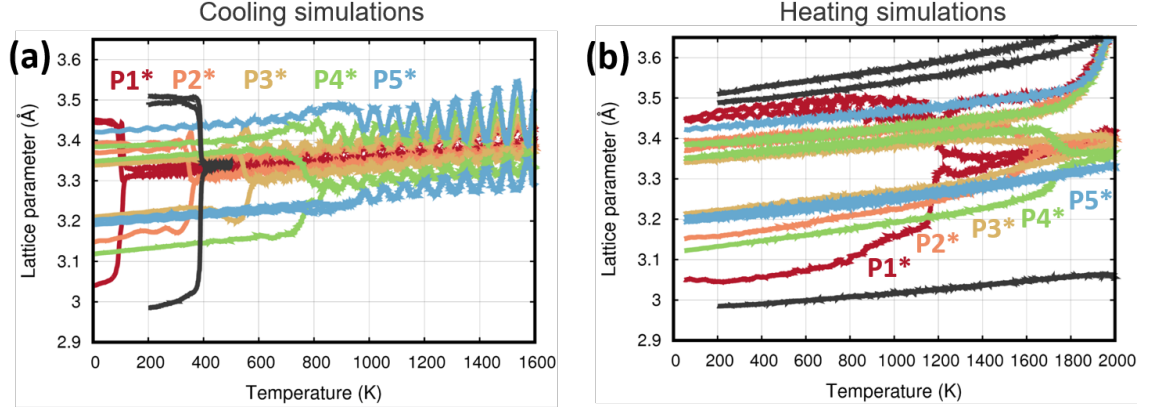 Cooling simulations
Heating simulations
(a)
P1* P2* P3* P4* P5*
Lattice parameter (Å)
3.6
3.5
3.4
3.3
3.2
3.1
3
2.9
0 200 400 600 800 1000 1200 1400 1600
Temperature (K)
(b)
Lattice parameter (Å)
3.6
3.5
3.4
3.3
3.2
3.1
3
2.9
P5*
P4*
P3*
P2*
P1*
0 200 400 600 800 1000 1200 1400 1600 1800 2000
Temperature (K)